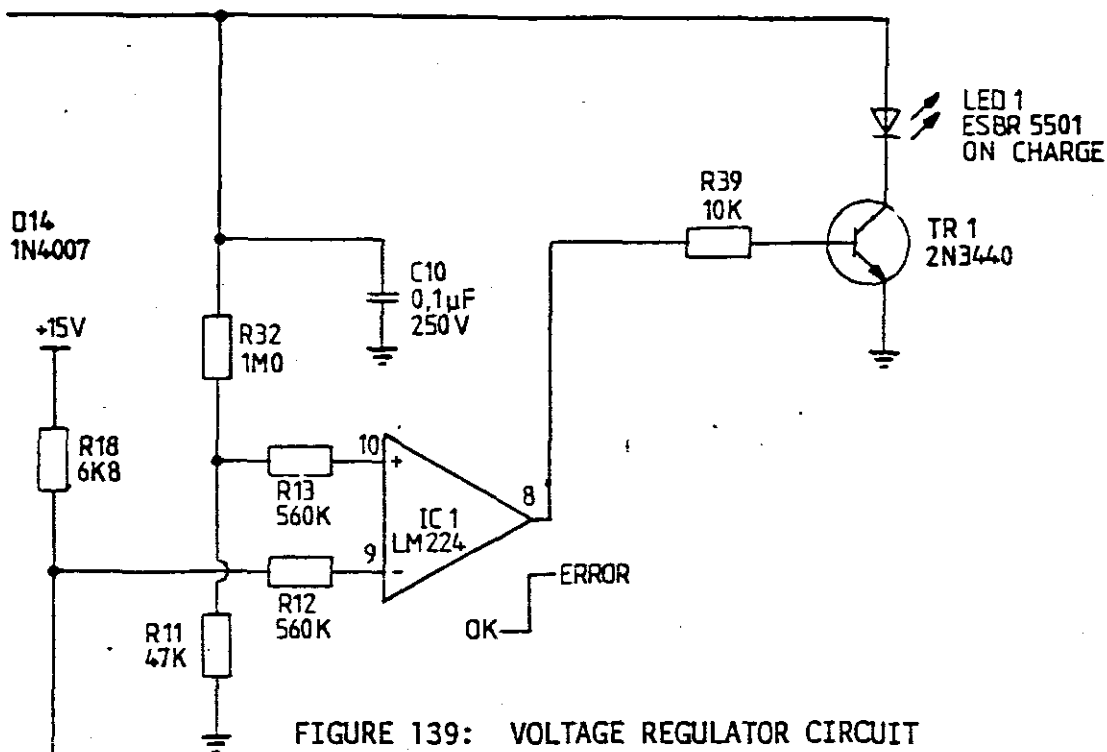 LED 1
ESBR 5501
ON CHARGE
R39
10K
TR 1
2N3440
D14
1N4007
C10
0,1µF
250V
+15V
R32
1M0
R18
6K8
10
+
R13
560K
IC 1
LM224
8
9
-
R12
560K
ERROR
OK
R11
47K
FIGURE 139: VOLTAGE REGULATOR CIRCUIT